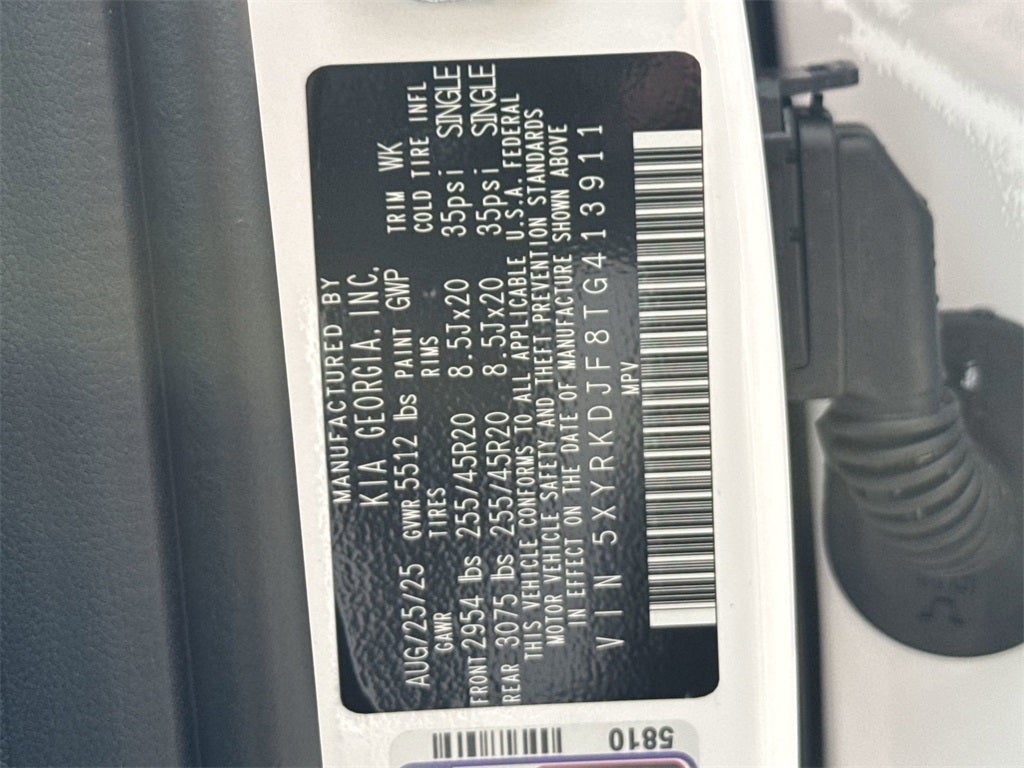 MANUFACTURED BY
KIA GEORGIA, INC.
AUG/25/25 GVWR 5512 lbs PAINT GWP TRIM WK
GAWR TIRES RIMS COLD TIRE INFL
FRONT 2954 lbs 255/45R20 8.5Jx20 35psi SINGLE
REAR 3075 lbs 255/45R20 8.5Jx20 35psi SINGLE
THIS VEHICLE CONFORMS TO ALL APPLICABLE U.S.A. FEDERAL
MOTOR VEHICLE SAFETY AND THEFT PREVENTION STANDARDS
IN EFFECT ON THE DATE OF MANUFACTURE SHOWN ABOVE
VIN 5XYRKDJF8TG413911
MPV
5810